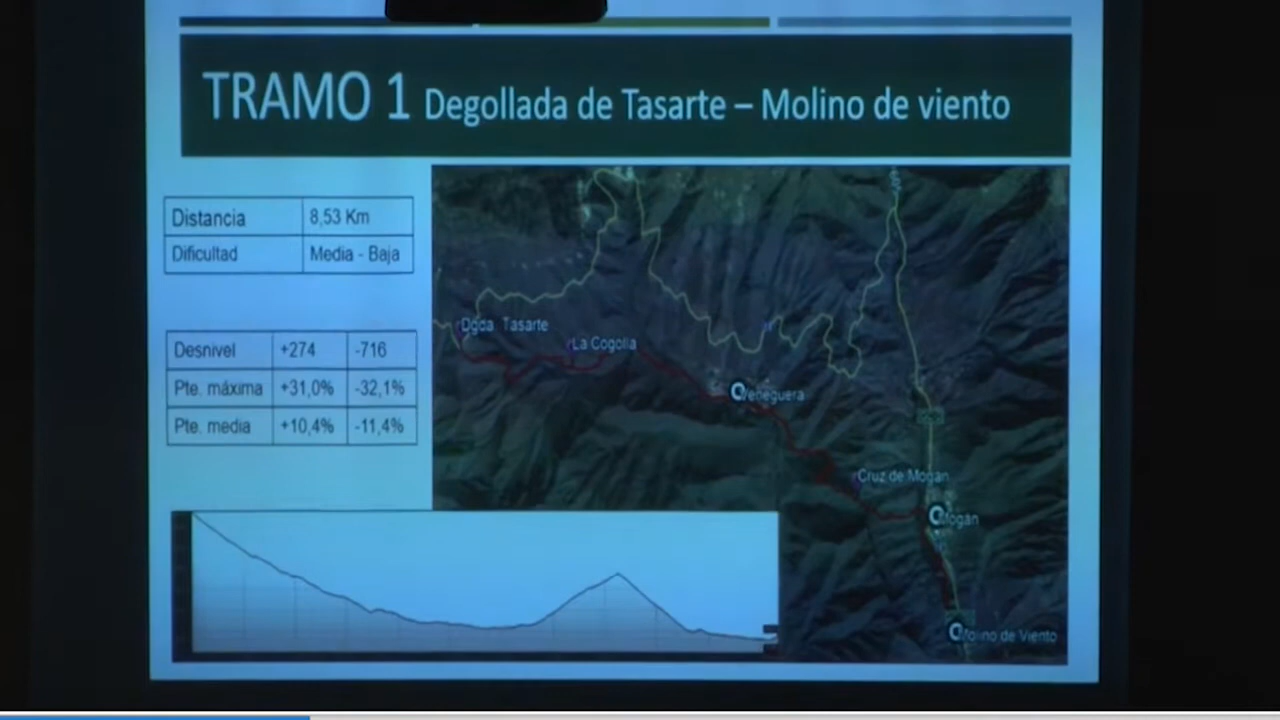 TRAMO 1 Degollada de Tasarte – Molino de viento
Distancia 8,53 Km
Dificultad Media - Baja
Desnivel +274 -716
Pte. máxima +31,0% -32,1%
Pte. media +10,4% -11,4%
Dgda Tasarte
La Cogolla
Veneguera
Cruz de Mogan
Mogan
Molino de Viento